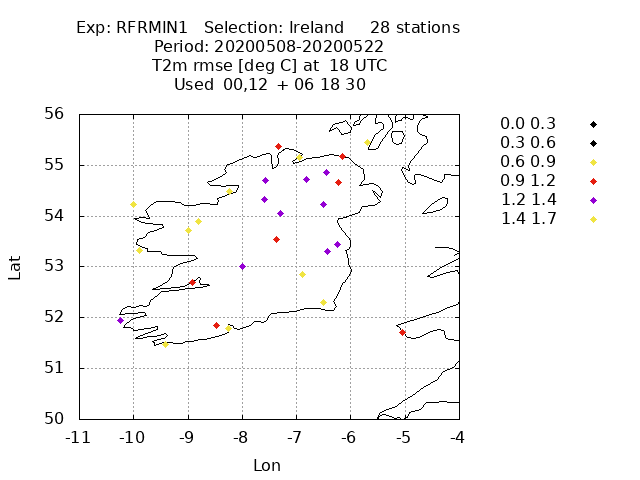 Exp: RFRMIN1 Selection: Ireland 28 stations
Period: 20200508-20200522
T2m rmse [deg C] at 18 UTC
Used 00,12 + 06 18 30
56
55
54
53
52
51
50
-11 -10 -9 -8 -7 -6 -5 -4
Lat
Lon
0.0 0.3
0.3 0.6
0.6 0.9
0.9 1.2
1.2 1.4
1.4 1.7